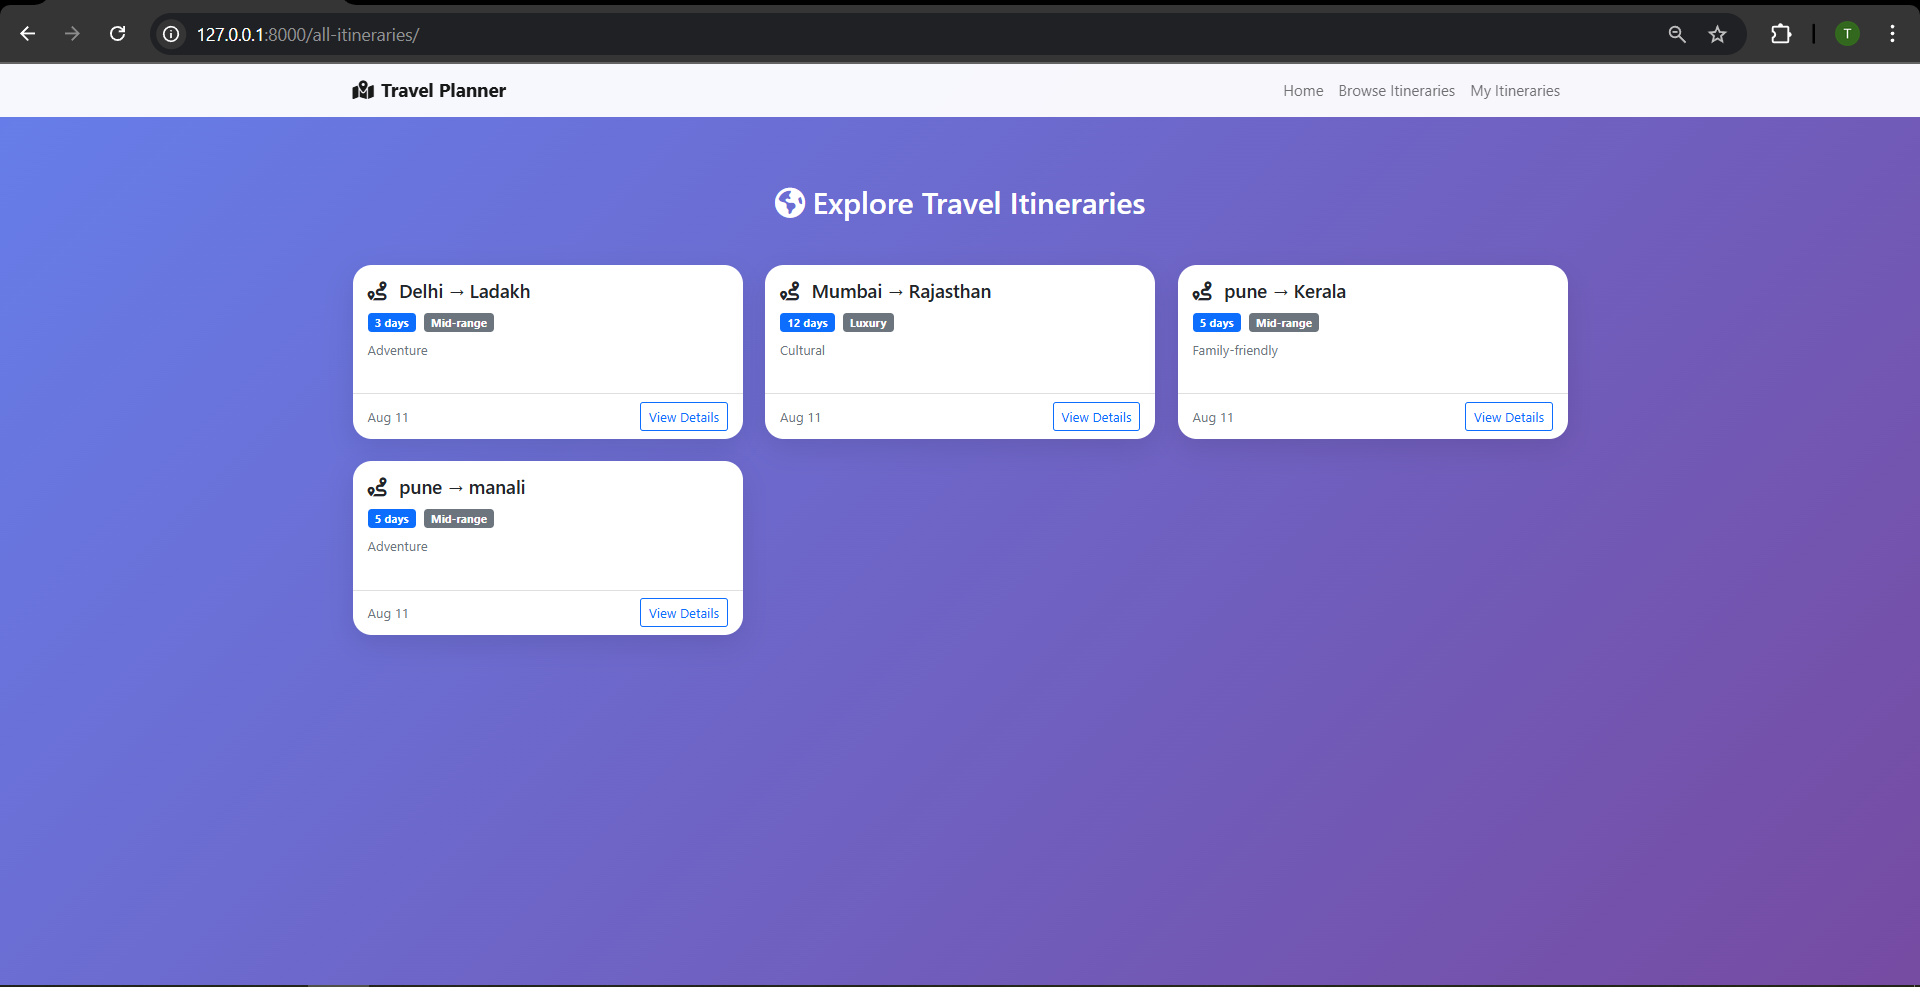 127.0.0.1:8000/all-itineraries/
T
Travel Planner
Home Browse Itineraries My Itineraries
Explore Travel Itineraries
Delhi → Ladakh
3 days Mid-range
Adventure
Aug 11 View Details
Mumbai → Rajasthan
12 days Luxury
Cultural
Aug 11 View Details
pune → Kerala
5 days Mid-range
Family-friendly
Aug 11 View Details
pune → manali
5 days Mid-range
Adventure
Aug 11 View Details